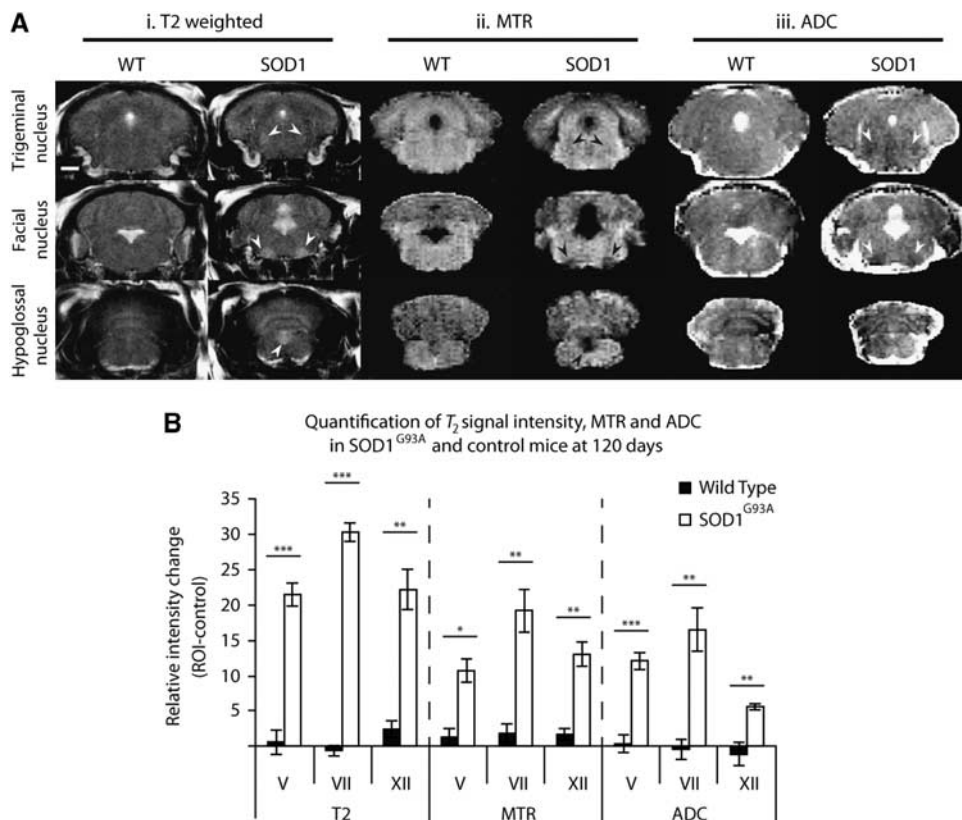 A
i. T2 weighted
ii. MTR
iii. ADC
WT
SOD1
WT
SOD1
WT
SOD1
Trigeminal
nucleus
Facial
nucleus
Hypoglossal
nucleus
B
Quantification of T2 signal intensity, MTR and ADC
in SOD1G93A and control mice at 120 days
Wild Type
SOD1G93A
Relative intensity change
(ROI-control)
35
30
25
20
15
10
5
***
***
**
*
**
**
***
**
**
V
VII
XII
V
VII
XII
V
VII
XII
T2
MTR
ADC